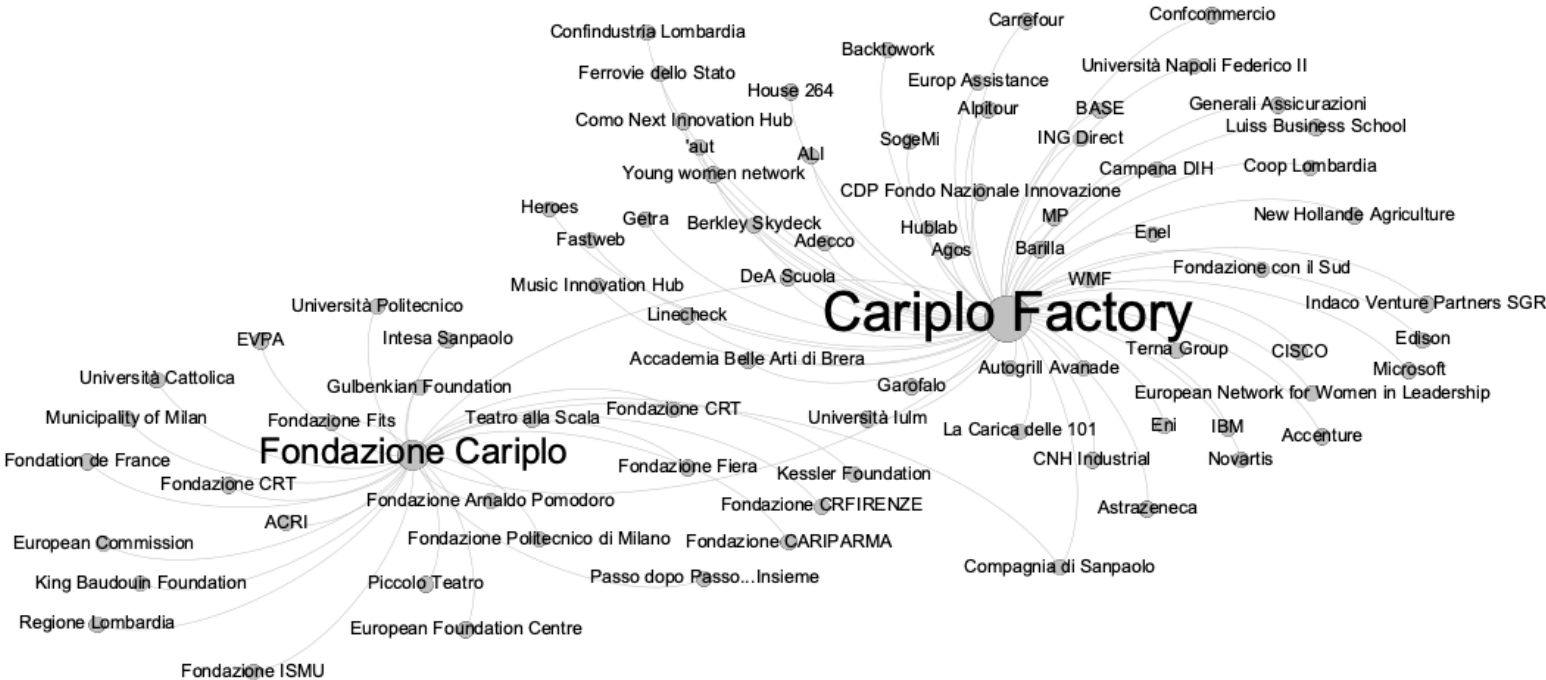 Confcommercio
Carrefour
Confindustria Lombardia
Backtowork
Università Napoli Federico II
Ferrovie dello Stato
Europ Assistance
House 264
Generali Assicurazioni
Alpitour
BASE
Como Next Innovation Hub
Luiss Business School
ING Direct
SogeMi
'aut
ALI
Coop Lombardia
Campana DIH
Young women network
CDP Fondo Nazionale Innovazione
Heroes
New Hollande Agriculture
MP
Getra
Berkley Skydeck
Hublab
Enel
Fastweb
Adecco
Agos
Barilla
Fondazione con il Sud
DeA Scuola
WMF
Music Innovation Hub
Indaco Venture Partners SGR
Università Politecnico
Linecheck
Cariplo Factory
EVPA
Intesa Sanpaolo
Edison
Terna Group
CISCO
Accademia Belle Arti di Brera
Autogrill
Avanade
Microsoft
Università Cattolica
Gulbenkian Foundation
Garofalo
European Network for Women in Leadership
Fondazione CRT
Municipality of Milan
Fondazione Fits
Teatro alla Scala
Università Iulm
La Carica delle 101
Eni
IBM
Accenture
Fondazione Cariplo
Fondation de France
CNH Industrial
Novartis
Fondazione Fiera
Kessler Foundation
Fondazione CRT
Fondazione Arnaldo Pomodoro
Fondazione CRFIRENZE
Astrazeneca
ACRI
European Commission
Fondazione Politecnico di Milano
Fondazione CARIPARMA
Compagnia di Sanpaolo
King Baudouin Foundation
Piccolo Teatro
Passo dopo Passo...Insieme
Regione Lombardia
European Foundation Centre
Fondazione ISMU